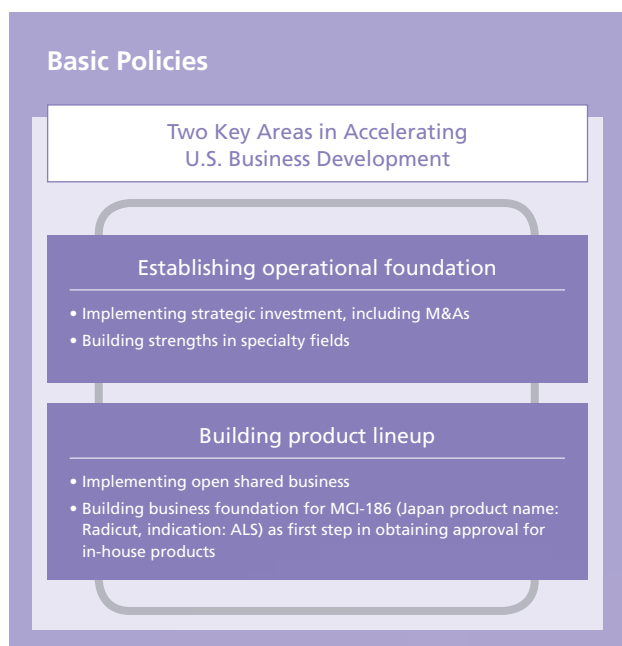 Basic Policies
Two Key Areas in Accelerating
U.S. Business Development
Establishing operational foundation
• Implementing strategic investment, including M&As
• Building strengths in specialty fields
Building product lineup
• Implementing open shared business
• Building business foundation for MCI-186 (Japan product name:
Radicut, indication: ALS) as first step in obtaining approval for
in-house products